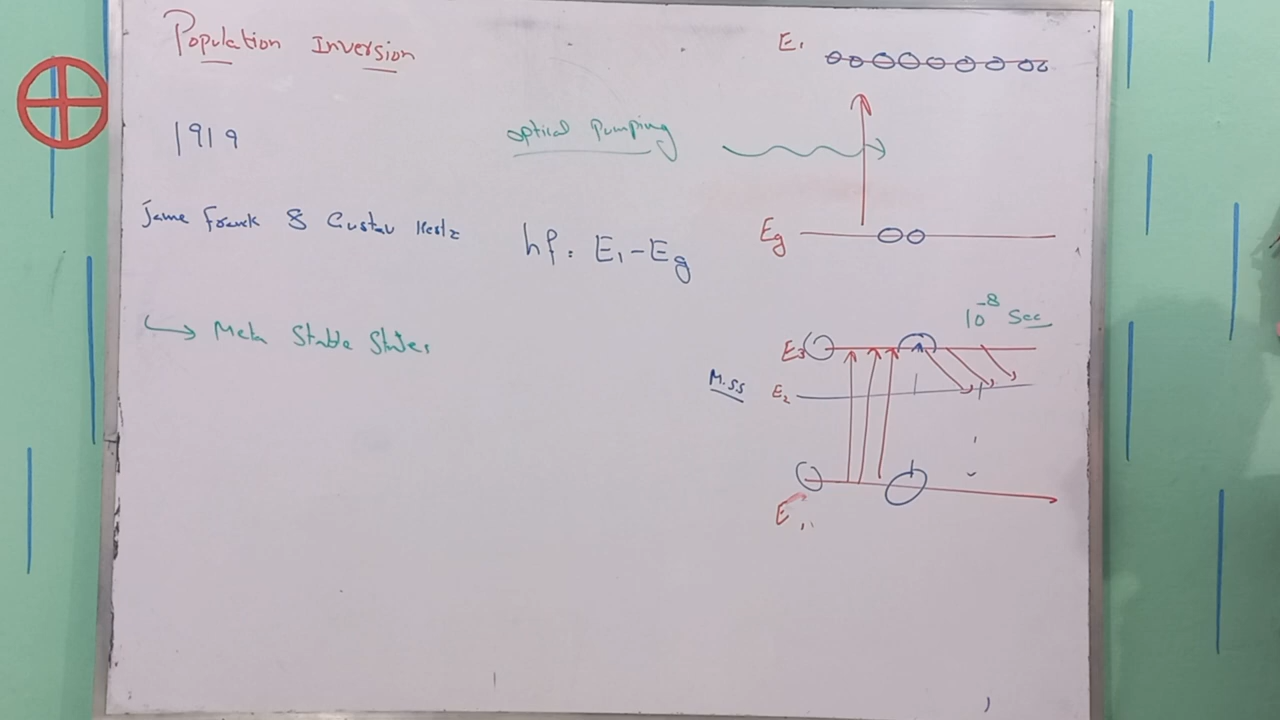 Population Inversion
1919
Jame Franck & Gustav Hertz
↳ Meta Stable States
optical Pumping
hf = E₁-Eg
E₁
Eg
10⁻⁸ Sec
E₃
M.SS
E₂
E₁